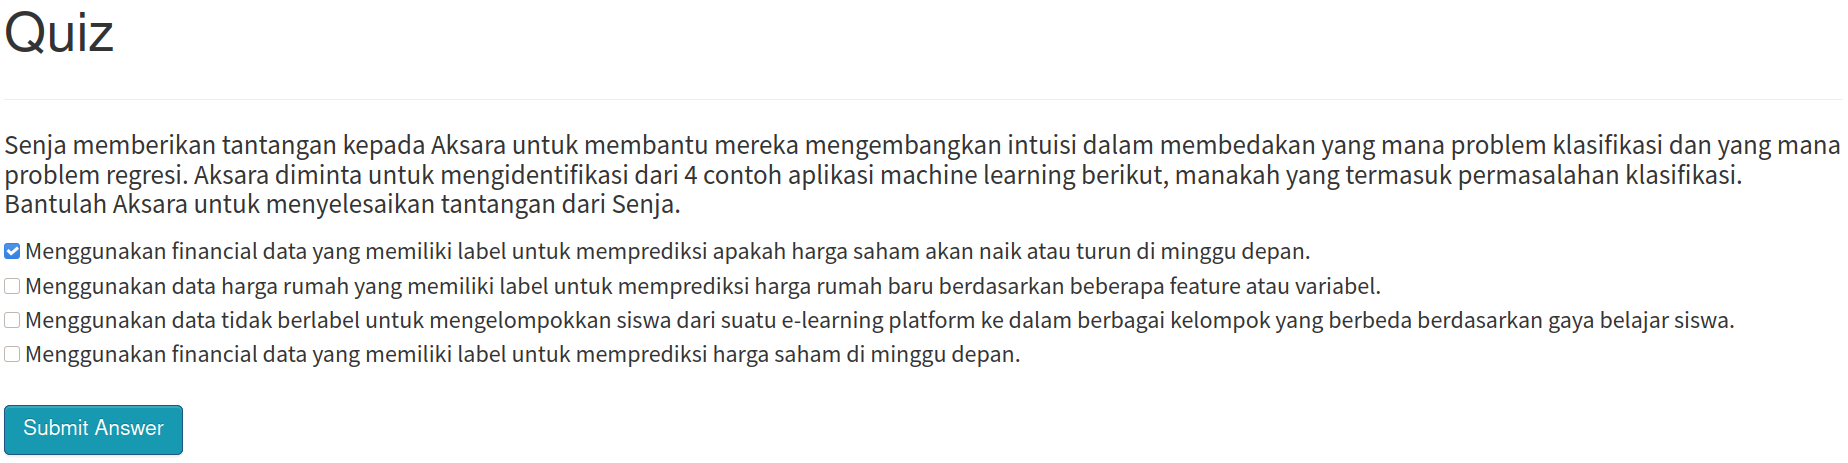 Quiz
Senja memberikan tantangan kepada Aksara untuk membantu mereka mengembangkan intuisi dalam membedakan yang mana problem klasifikasi dan yang mana
problem regresi. Aksara diminta untuk mengidentifikasi dari 4 contoh aplikasi machine learning berikut, manakah yang termasuk permasalahan klasifikasi.
Bantulah Aksara untuk menyelesaikan tantangan dari Senja.
Menggunakan financial data yang memiliki label untuk memprediksi apakah harga saham akan naik atau turun di minggu depan.
Menggunakan data harga rumah yang memiliki label untuk memprediksi harga rumah baru berdasarkan beberapa feature atau variabel.
Menggunakan data tidak berlabel untuk mengelompokkan siswa dari suatu e-learning platform ke dalam berbagai kelompok yang berbeda berdasarkan gaya belajar siswa.
Menggunakan financial data yang memiliki label untuk memprediksi harga saham di minggu depan.
Submit Answer